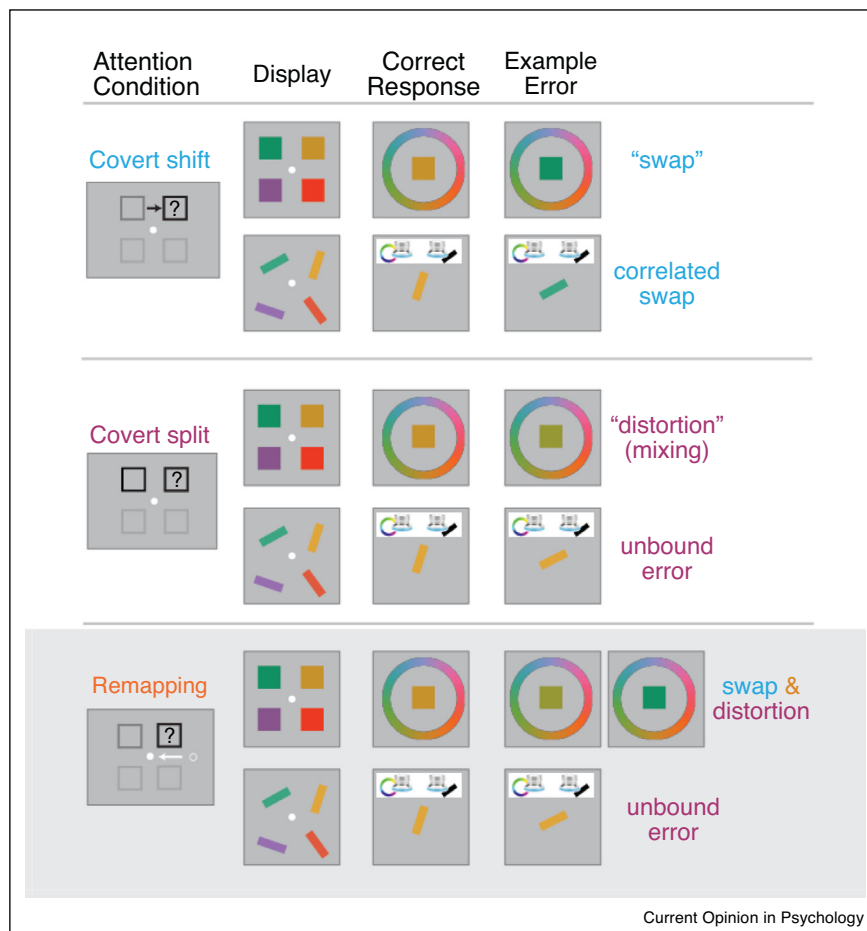 Attention
Condition
Display
Correct
Response
Example
Error
Covert shift
?
“swap”
correlated
swap
Covert split
?
“distortion”
(mixing)
unbound
error
Remapping
?
swap &
distortion
unbound
error
Current Opinion in Psychology